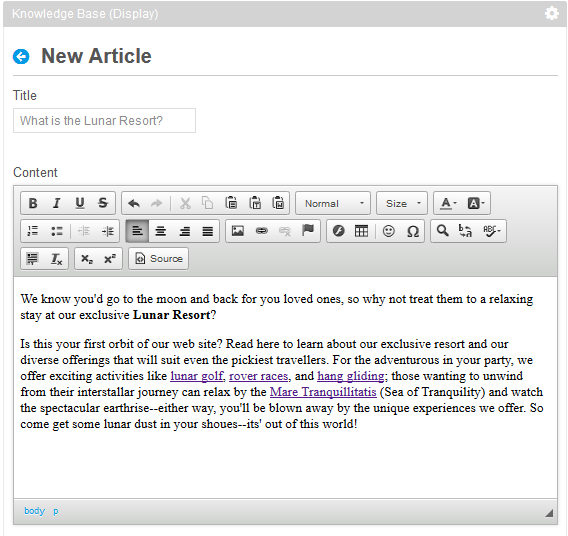 Knowledge Base (Display)
New Article
Title
What is the Lunar Resort?
Content
Normal Size
Source
We know you'd go to the moon and back for you loved ones, so why not treat them to a relaxing
stay at our exclusive Lunar Resort?
Is this your first orbit of our web site? Read here to learn about our exclusive resort and our
diverse offerings that will suit even the pickiest travellers. For the adventurous in your party, we
offer exciting activities like lunar golf, rover races, and hang gliding; those wanting to unwind
from their interstallar journey can relax by the Mare Tranquillitatis (Sea of Tranquility) and watch
the spectacular earthrise--either way, you'll be blown away by the unique experiences we offer. So
come get some lunar dust in your shoues--its' out of this world!
body p